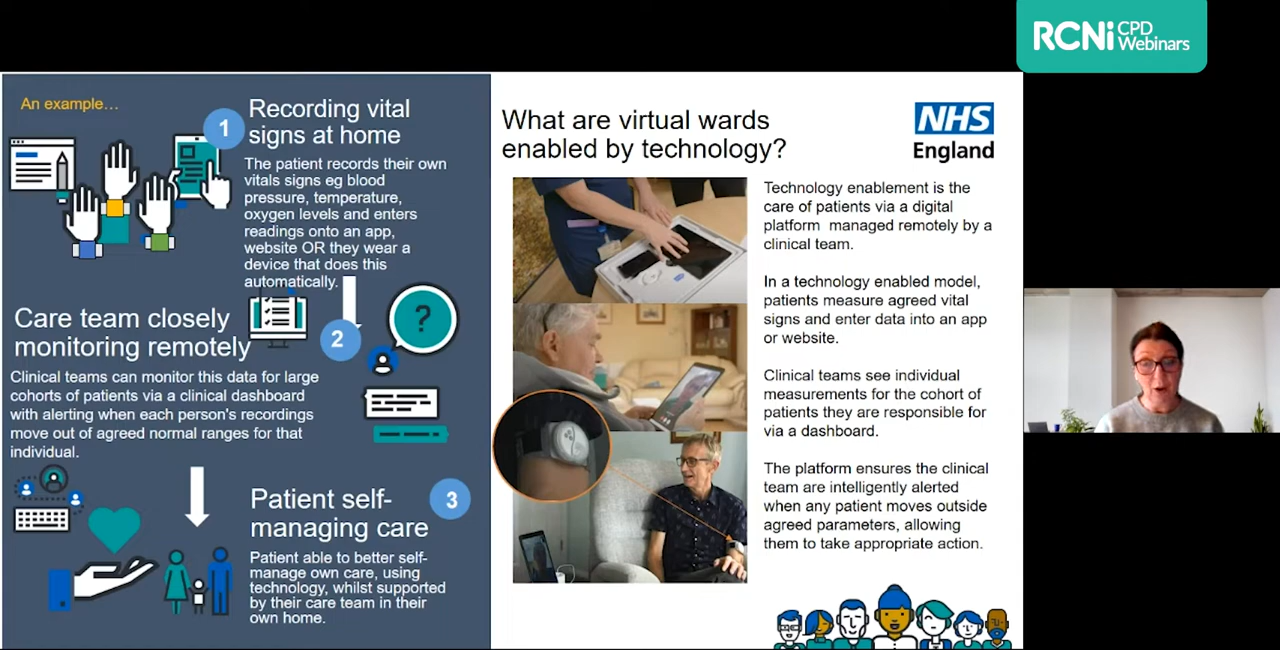 RCNi CPD
Webinars
An example…
1
Recording vital
signs at home
The patient records their own
vitals signs eg blood
pressure, temperature,
oxygen levels and enters
readings onto an app,
website OR they wear a
device that does this
automatically.
Care team closely
monitoring remotely
2
?
Clinical teams can monitor this data for large
cohorts of patients via a clinical dashboard
with alerting when each person's recordings
move out of agreed normal ranges for that
individual.
Patient self-
managing care
3
Patient able to better self-
manage own care, using
technology, whilst supported
by their care team in their
own home.
What are virtual wards
enabled by technology?
NHS
England
Technology enablement is the
care of patients via a digital
platform managed remotely by a
clinical team.
In a technology enabled model,
patients measure agreed vital
signs and enter data into an app
or website.
Clinical teams see individual
measurements for the cohort of
patients they are responsible for
via a dashboard.
The platform ensures the clinical
team are intelligently alerted
when any patient moves outside
agreed parameters, allowing
them to take appropriate action.